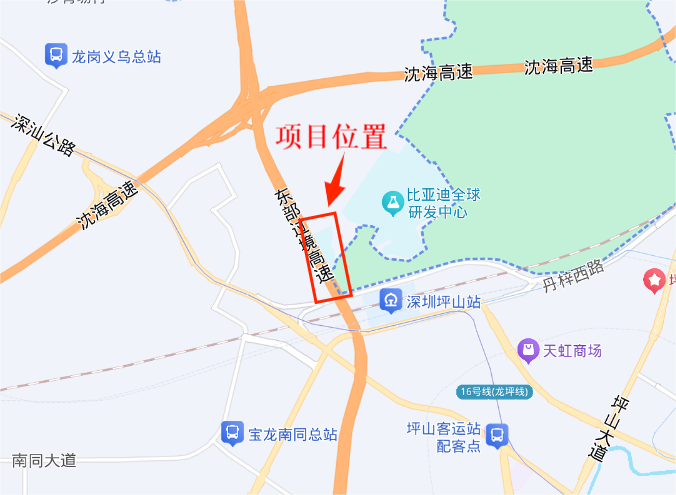 龙岗义乌总站
沈海高速
沈海高速
深汕公路
项目位置
沈海高速
东部过境高速
比亚迪全球
研发中心
丹梓西路
深圳坪山站
天虹商场
16号线(龙坪线)
坪山大道
坪山客运站
配客点
宝龙南同总站
南同大道